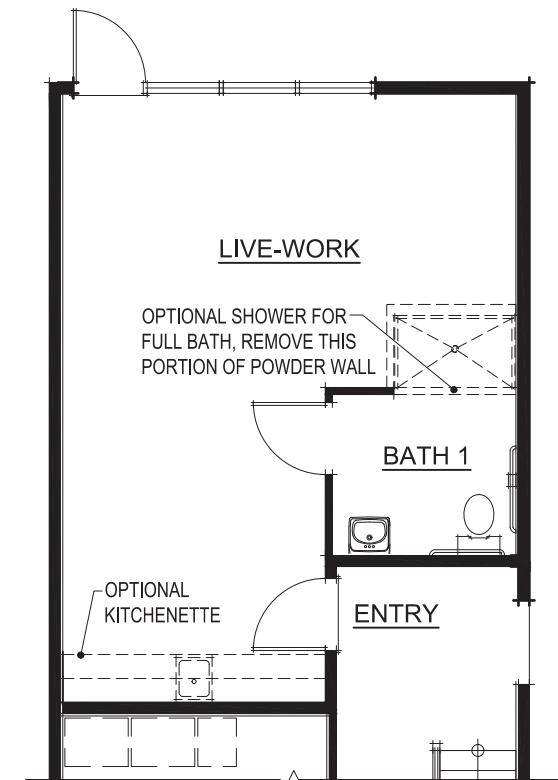 LIVE-WORK
OPTIONAL SHOWER FOR
FULL BATH, REMOVE THIS
PORTION OF POWDER WALL
BATH 1
OPTIONAL
KITCHENETTE
ENTRY